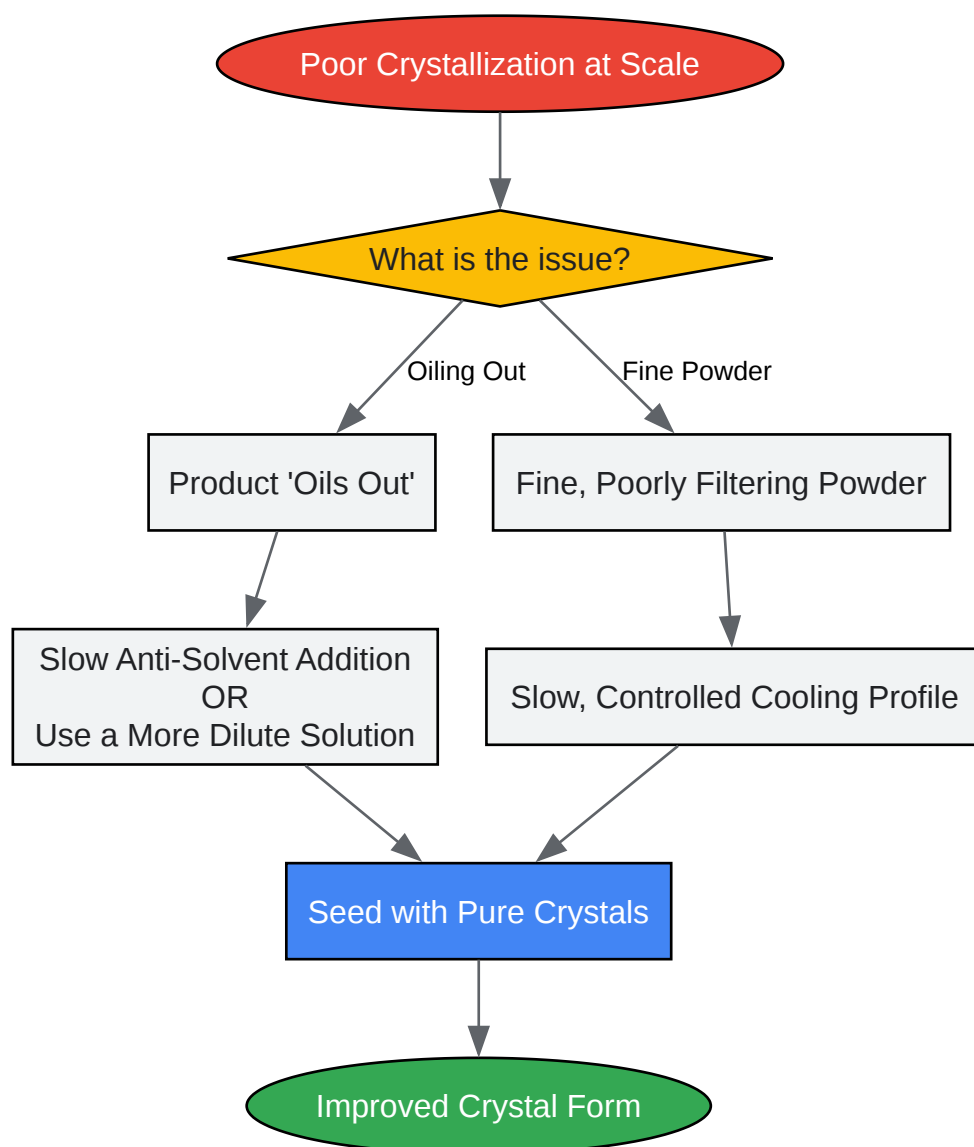 Poor Crystallization at Scale
What is the issue?
Oiling Out
Fine Powder
Product 'Oils Out'
Fine, Poorly Filtering Powder
Slow Anti-Solvent Addition
OR
Use a More Dilute Solution
Slow, Controlled Cooling Profile
Seed with Pure Crystals
Improved Crystal Form